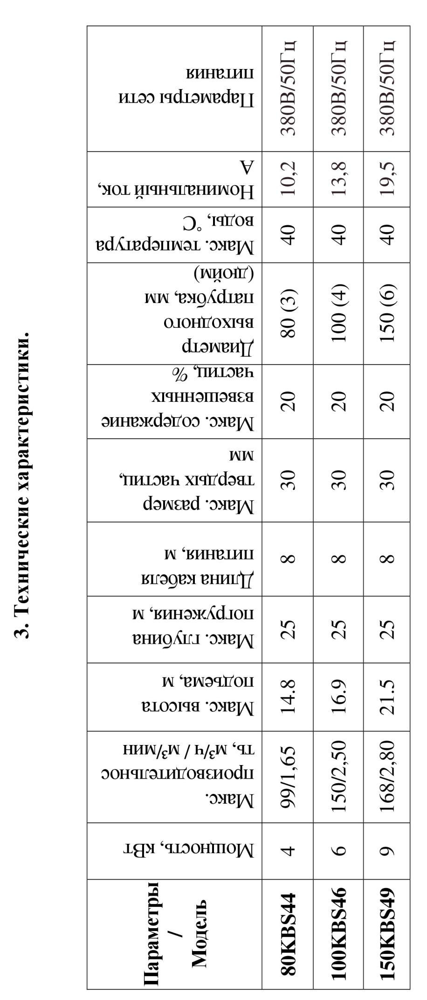 3. Технические характеристики.
Параметры
/
Модель
Мощность, кВт
Макс.
производительнос
ть, м³/ч / м³/мин
Макс. высота
подъема, м
Макс. глубина
погружения, м
Длина кабеля
питания, м
Макс. размер
твердых частиц,
мм
Макс. содержание
взвешенных
частиц, %
Диаметр
выходного
патрубка, мм
(дюйм)
Макс. температура
воды, °С
Номинальный ток,
А
Параметры сети
питания
80KBS44 4 99/1,65 14.8 25 8 30 20 80 (3) 40 10,2 380В/50Гц
100KBS46 6 150/2,50 16.9 25 8 30 20 100 (4) 40 13,8 380В/50Гц
150KBS49 9 168/2,80 21.5 25 8 30 20 150 (6) 40 19,5 380В/50Гц